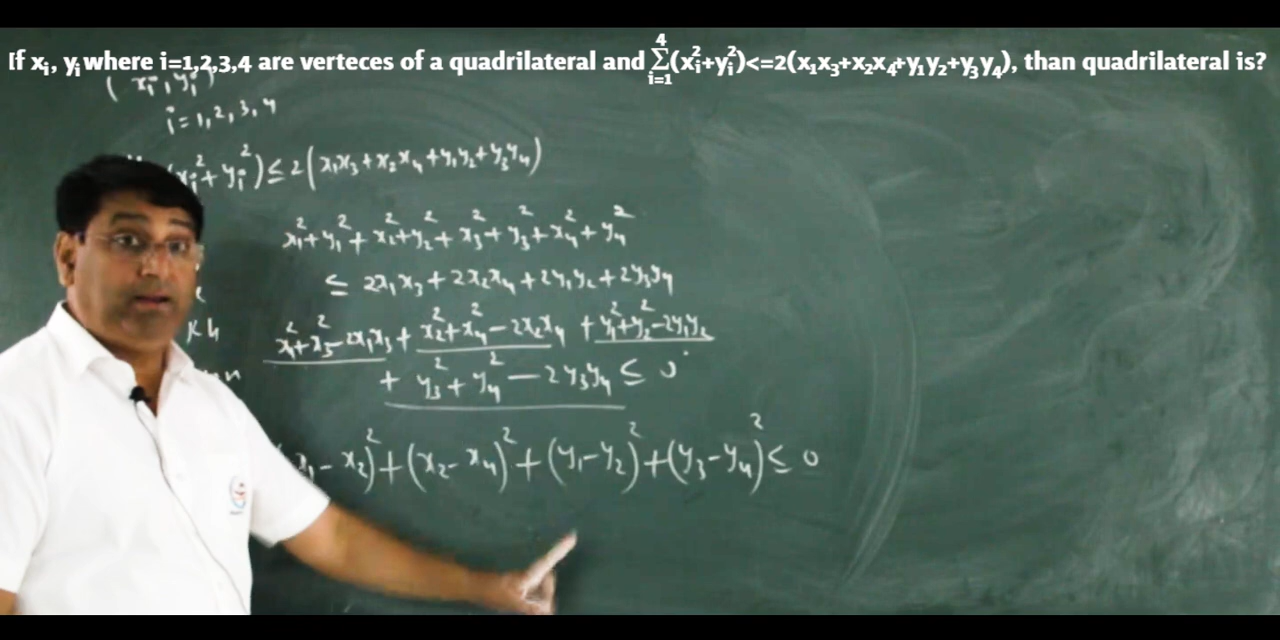 If xᵢ, yᵢ where i=1,2,3,4 are verteces of a quadrilateral and ∑ᵢ₌₁⁴(xᵢ²+yᵢ²)<=2(x₁x₃+x₂x₄+y₁y₂+y₃y₄), than quadrilateral is?
(xᵢ, yᵢ)
i = 1, 2, 3, 4
xᵢ² + yᵢ²) ≤ 2(x₁x₃ + x₂x₄ + y₁y₂ + y₃y₄)
x₁² + y₁² + x₂² + y₂² + x₃² + y₃² + x₄² + y₄²
≤ 2x₁x₃ + 2x₂x₄ + 2y₁y₂ + 2y₃y₄
x₁² + x₃² - 2x₁x₃ + x₂² + x₄² - 2x₂x₄ + y₁² + y₂² - 2y₁y₂
+ y₃² + y₄² - 2y₃y₄ ≤ 0
x₁ - x₂)² + (x₂ - x₄)² + (y₁ - y₂)² + (y₃ - y₄)² ≤ 0